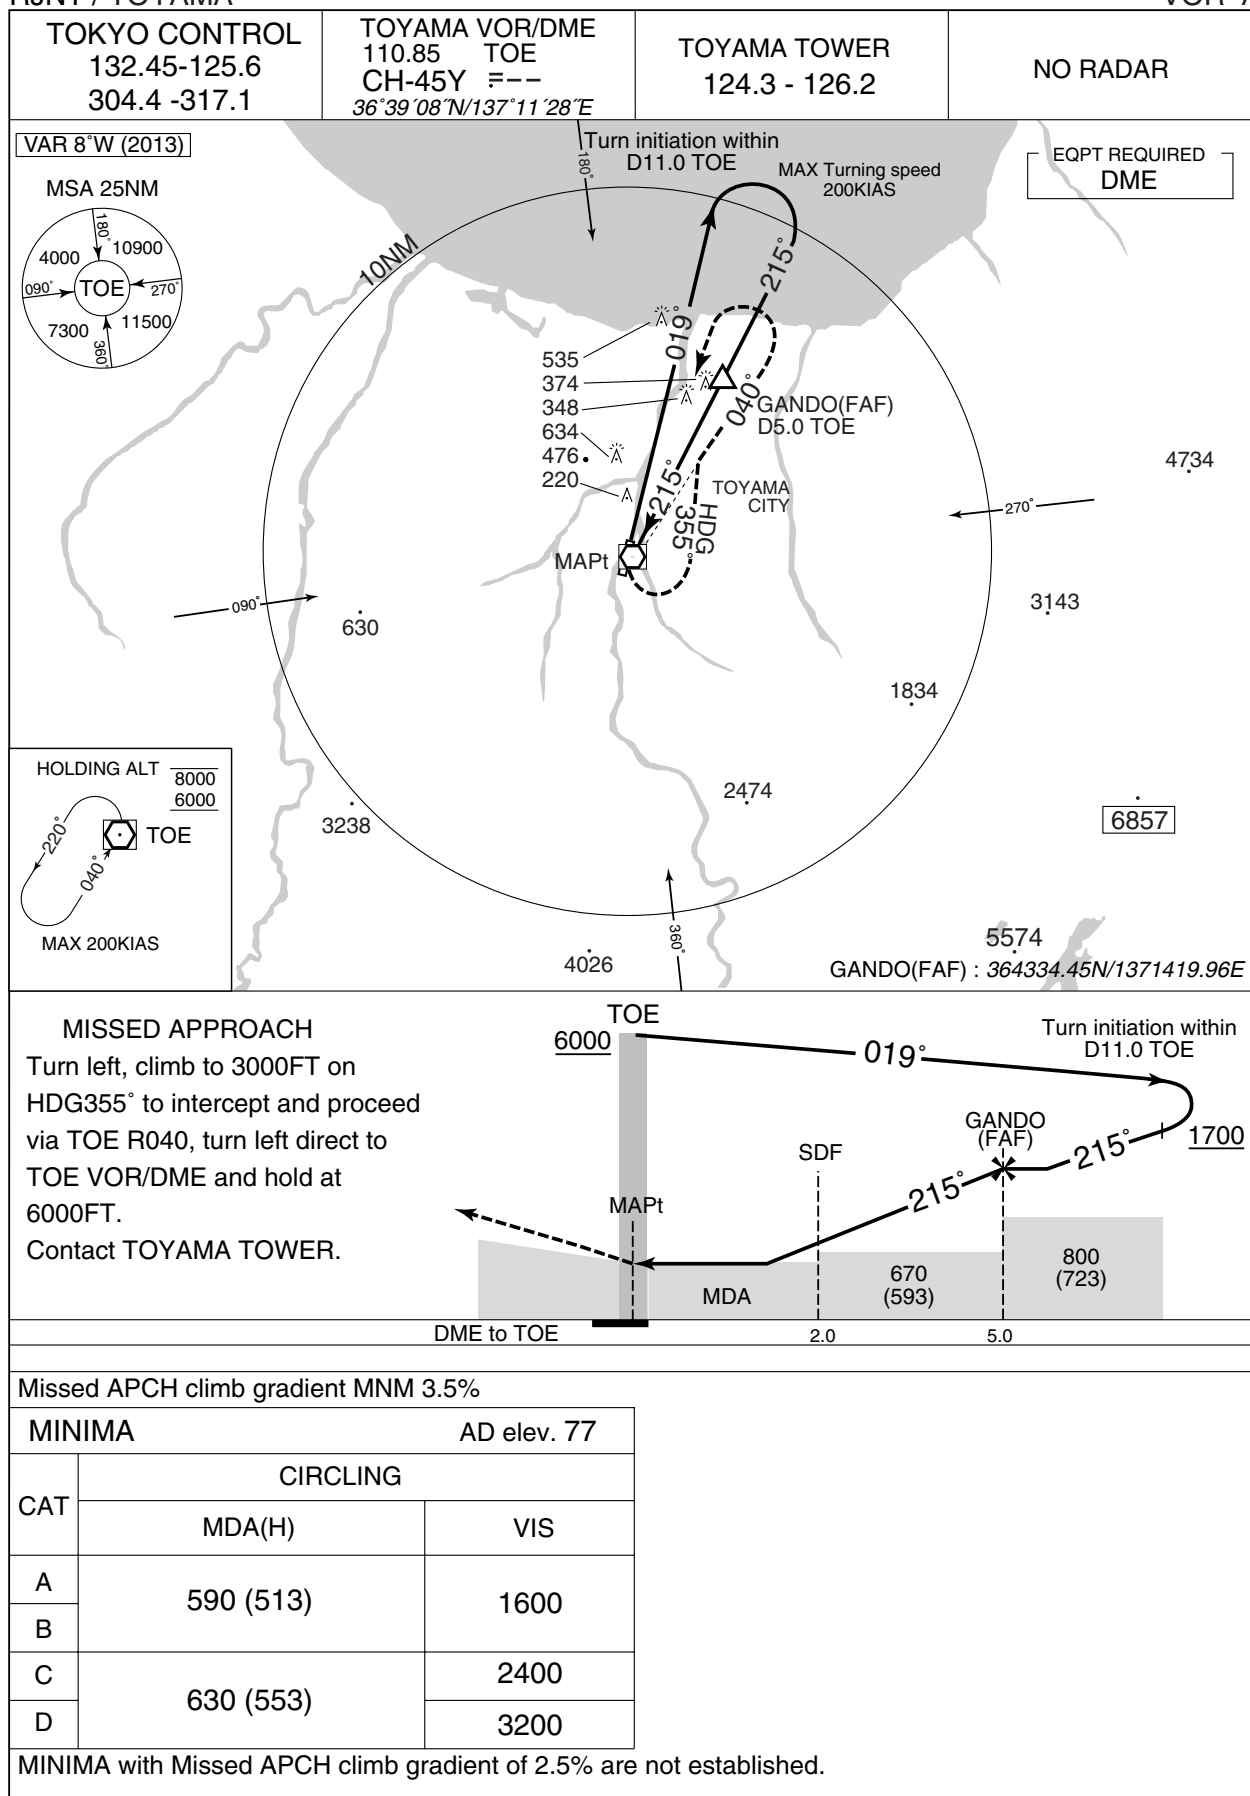 RJNT / TOYAMA
VOR
TOKYO CONTROL
132.45-125.6
304.4 -317.1
TOYAMA VOR/DME
110.85 TOE
CH-45Y
36°39´08˝N/137°11´28˝E
TOYAMA TOWER
124.3 - 126.2
NO RADAR
VAR 8°W (2013)
MSA 25NM
180°
4000
10900
090°
TOE
270°
7300
11500
360°
180°
Turn initiation within
D11.0 TOE
MAX Turning speed
200KIAS
EQPT REQUIRED
DME
10NM
019°
215°
535
374
348
634
476
220
040°
GANDO(FAF)
D5.0 TOE
215°
TOYAMA
CITY
HDG
355°
MAPt
4734
270°
090°
630
3143
1834
2474
3238
6857
HOLDING ALT
8000
6000
220°
040°
TOE
MAX 200KIAS
360°
4026
5574
GANDO(FAF) : 364334.45N/1371419.96E
MISSED APPROACH
Turn left, climb to 3000FT on
HDG355° to intercept and proceed
via TOE R040, turn left direct to
TOE VOR/DME and hold at
6000FT.
Contact TOYAMA TOWER.
TOE
6000
019°
Turn initiation within
D11.0 TOE
GANDO
(FAF)
1700
SDF
215°
215°
MAPt
MDA
670
(593)
800
(723)
DME to TOE
2.0
5.0
Missed APCH climb gradient MNM 3.5%
MINIMA AD elev. 77
CAT
CIRCLING
MDA(H)
VIS
A
B
590 (513)
1600
C
D
630 (553)
2400
3200
MINIMA with Missed APCH climb gradient of 2.5% are not established.